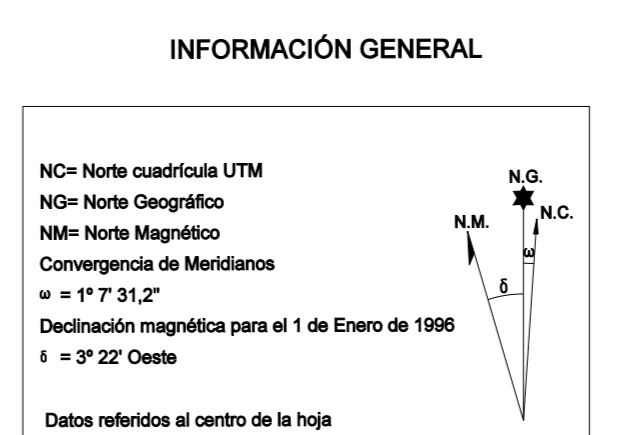 INFORMACIÓN GENERAL
NC= Norte cuadrícula UTM
NG= Norte Geográfico
NM= Norte Magnético
Convergencia de Meridianos
ω = 1º 7' 31,2"
Declinación magnética para el 1 de Enero de 1996
δ = 3º 22' Oeste
Datos referidos al centro de la hoja
N.G.
N.M.
N.C.
ω
δ